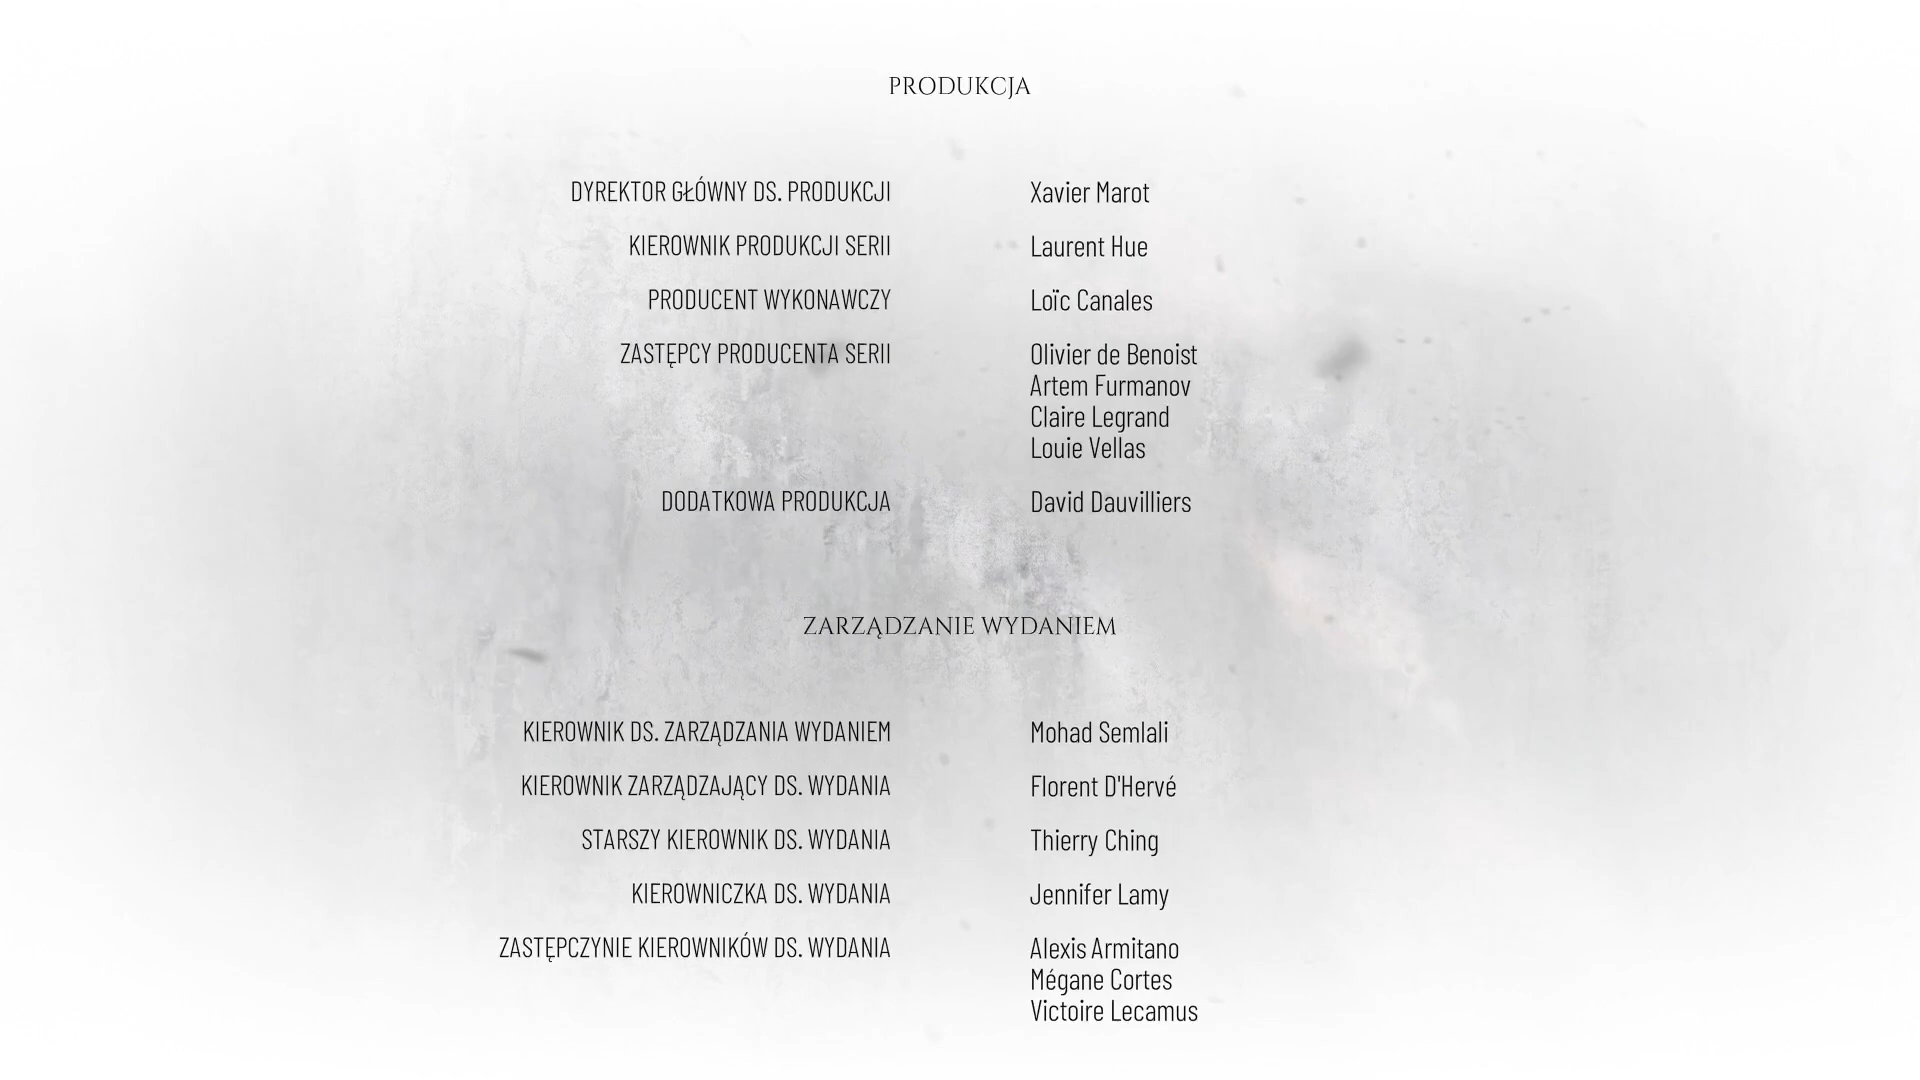 PRODUKCJA
DYREKTOR GŁÓWNY DS. PRODUKCJI Xavier Marot
KIEROWNIK PRODUKCJI SERII Laurent Hue
PRODUCENT WYKONAWCZY Loïc Canales
ZASTĘPCY PRODUCENTA SERII Olivier de Benoist
Artem Furmanov
Claire Legrand
Louie Vellas
DODATKOWA PRODUKCJA David Dauvilliers
ZARZĄDZANIE WYDANIEM
KIEROWNIK DS. ZARZĄDZANIA WYDANIEM Mohad Semlali
KIEROWNIK ZARZĄDZAJĄCY DS. WYDANIA Florent D'Hervé
STARSZY KIEROWNIK DS. WYDANIA Thierry Ching
KIEROWNICZKA DS. WYDANIA Jennifer Lamy
ZASTĘPCZYNIE KIEROWNIKÓW DS. WYDANIA Alexis Armitano
Mégane Cortes
Victoire Lecamus